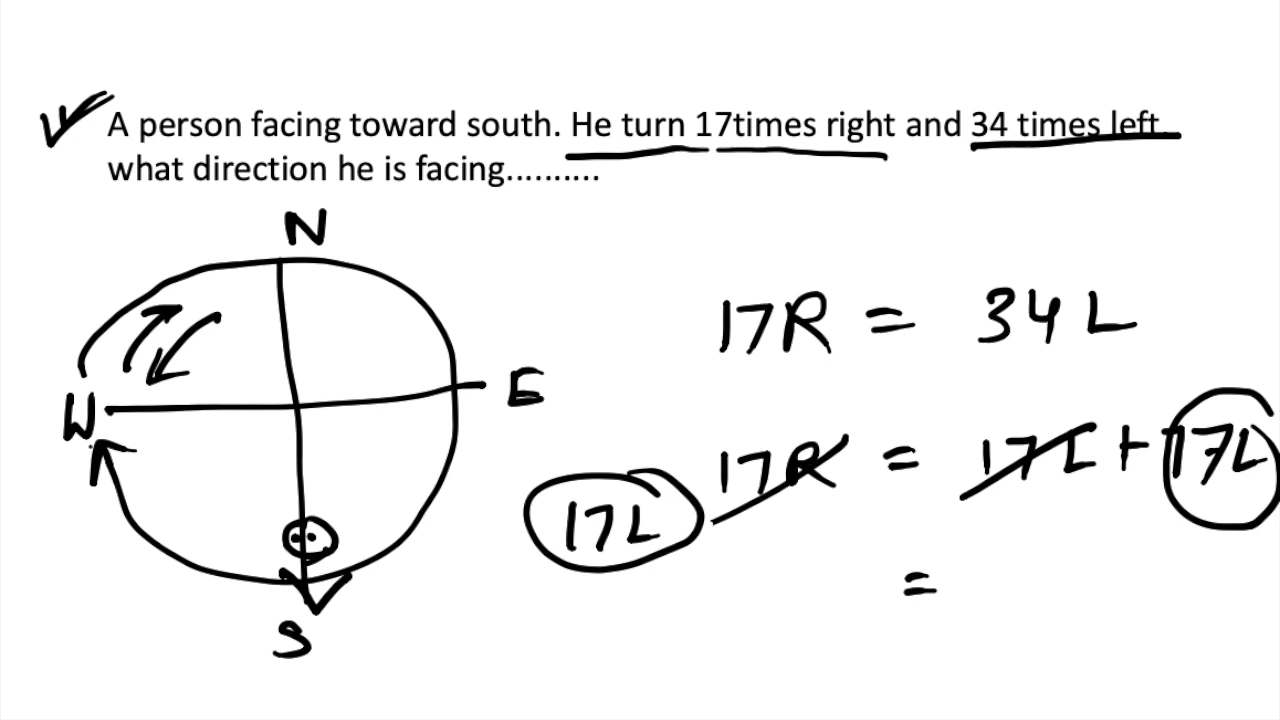 A person facing toward south. He turn 17times right and 34 times left.
what direction he is facing..........
N
17R = 34L
W
E
17R = 17L + 17L
17L
=
S